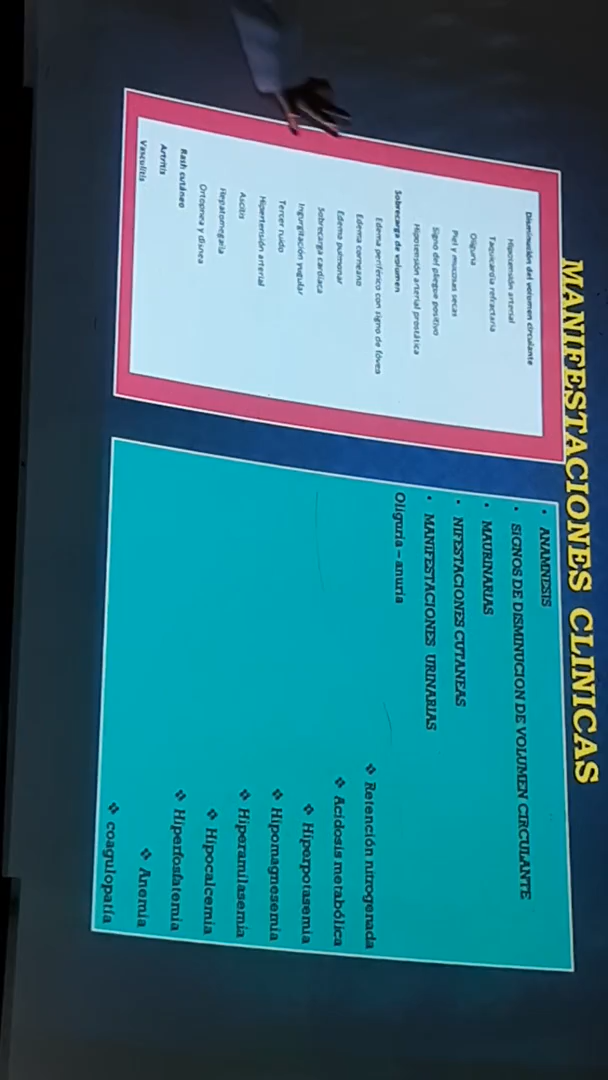 MANIFESTACIONES CLINICAS
Disminución del volumen circulante
Hipotensión arterial
Taquicardia refractaria
Oliguria
Piel y mucosas secas
Signo del pliegue positivo
Hipotensión arterial prostática
Sobrecarga de volumen
Edema periférico con signo de fóvea
Edema corneano
Edema pulmonar
Sobrecarga cardíaca
Ingurgitación yugular
Tercer ruido
Hipertensión arterial
Ascitis
Hepatomegalia
Ortopnea y disnea
Rash cutáneo
Artritis
Vasculitis
• ANAMNESIS
• SIGNOS DE DISMINUCION DE VOLUMEN CIRCULANTE
• MAURINARIAS
• NIFESTACIONES CUTANEAS
• MANIFESTACIONES URINARIAS
Oliguria – anuria
❖ Retención nitrogenada
❖ Acidosis metabólica
❖ Hiperpotasemia
❖ Hipomagnesemia
❖ Hiperamilasemia
❖ Hipocalcemia
❖ Hiperfosfatemia
❖ Anemia
❖ coagulopatía